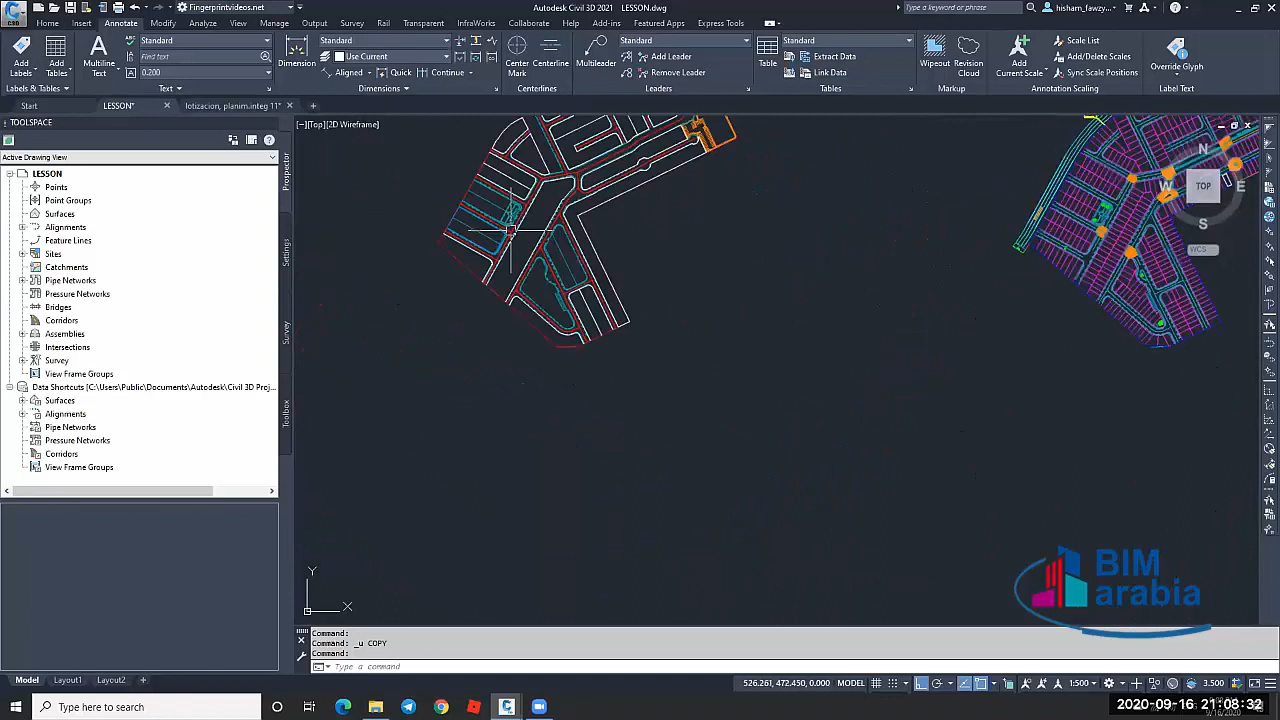 Fingerprintvideos.net
Autodesk Civil 3D 2021 LESSON.dwg
Type a keyword or phrase
hisham_fawzy...
Home Insert Annotate Modify Analyze View Manage Output Survey Rail Transparent InfraWorks Collaborate Help Add-ins Featured Apps Express Tools
Add Labels
Add Tables
Labels & Tables
Multiline Text
Standard
Find text
0.200
Text
Dimension
Standard
Use Current
Aligned Quick Continue
Dimensions
Center Mark
Centerline
Centerlines
Multileader
Standard
Add Leader
Remove Leader
Leaders
Table
Standard
Extract Data
Link Data
Tables
Wipeout
Revision Cloud
Markup
Add Current Scale
Scale List
Add/Delete Scales
Sync Scale Positions
Annotation Scaling
Override Glyph
Label Text
Start LESSON* lotizacion, planim.integ 11*
TOOLSPACE
Active Drawing View
LESSON
Points
Point Groups
Surfaces
Alignments
Feature Lines
Sites
Catchments
Pipe Networks
Pressure Networks
Bridges
Corridors
Assemblies
Intersections
Survey
View Frame Groups
Data Shortcuts [C:\Users\Public\Documents\Autodesk\Civil 3D Proj...
Surfaces
Alignments
Pipe Networks
Pressure Networks
Corridors
View Frame Groups
Prospector
Settings
Survey
Toolbox
[−][Top][2D Wireframe]
N
W TOP E
S
WCS
Y
X
BIM
arabia
Command:
Command: _u COPY
Command:
Type a command
Model Layout1 Layout2
526.261, 472.450, 0.000 MODEL
1:500
3.500
Type here to search
2020-09-16 21:08:32